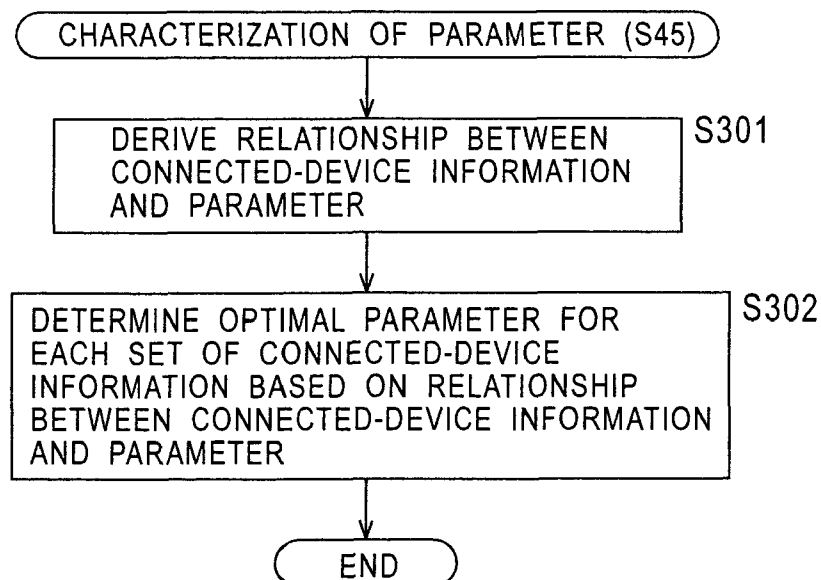 CHARACTERIZATION OF PARAMETER (S45)
DERIVE RELATIONSHIP BETWEEN
CONNECTED-DEVICE INFORMATION
AND PARAMETER
S301
DETERMINE OPTIMAL PARAMETER FOR
EACH SET OF CONNECTED-DEVICE
INFORMATION BASED ON RELATIONSHIP
BETWEEN CONNECTED-DEVICE INFORMATION
AND PARAMETER
S302
END